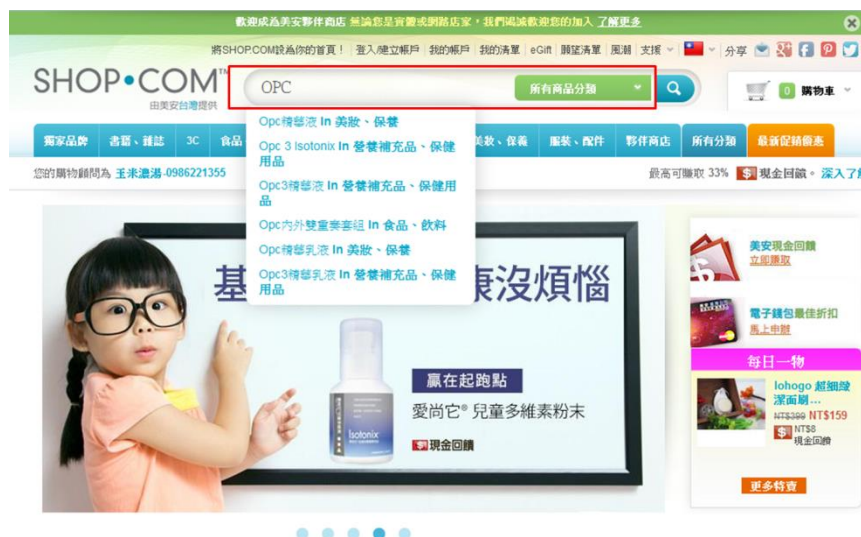 歡迎成為美安夥伴商店 無論您是實體或網路店家，我們竭誠歡迎您的加入 了解更多
將SHOP.COM設為你的首頁！ 登入/建立帳戶 我的帳戶 我的清單 eGift 願望清單 風潮 支援 分享
SHOP•COM™
由美安台灣提供
OPC
所有商品分類
0 購物車
Opc精華液 In 美妝、保養
Opc 3 Isotonix In 營養補充品、保健用品
Opc3精華液 In 營養補充品、保健用品
Opc內外雙重奏套組 In 食品、飲料
Opc精華乳液 In 美妝、保養
Opc3精華乳液 In 營養補充品、保健用品
獨家品牌 書籍、雜誌 3C 食品 美妝、保養 服裝、配件 夥伴商店 所有分類 最新促銷優惠
您的購物顧問為 玉米濃湯-0986221355
最高可賺取 33% 現金回饋。深入了解
基
康沒煩惱
贏在起跑點
愛尚它® 兒童多維素粉末
現金回饋
Isotonix
美安現金回饋
立即賺取
電子錢包最佳折扣
馬上申辦
每日一物
lohogo 超細緻潔面刷...
NT$399 NT$159
NT$8
現金回饋
更多特賣